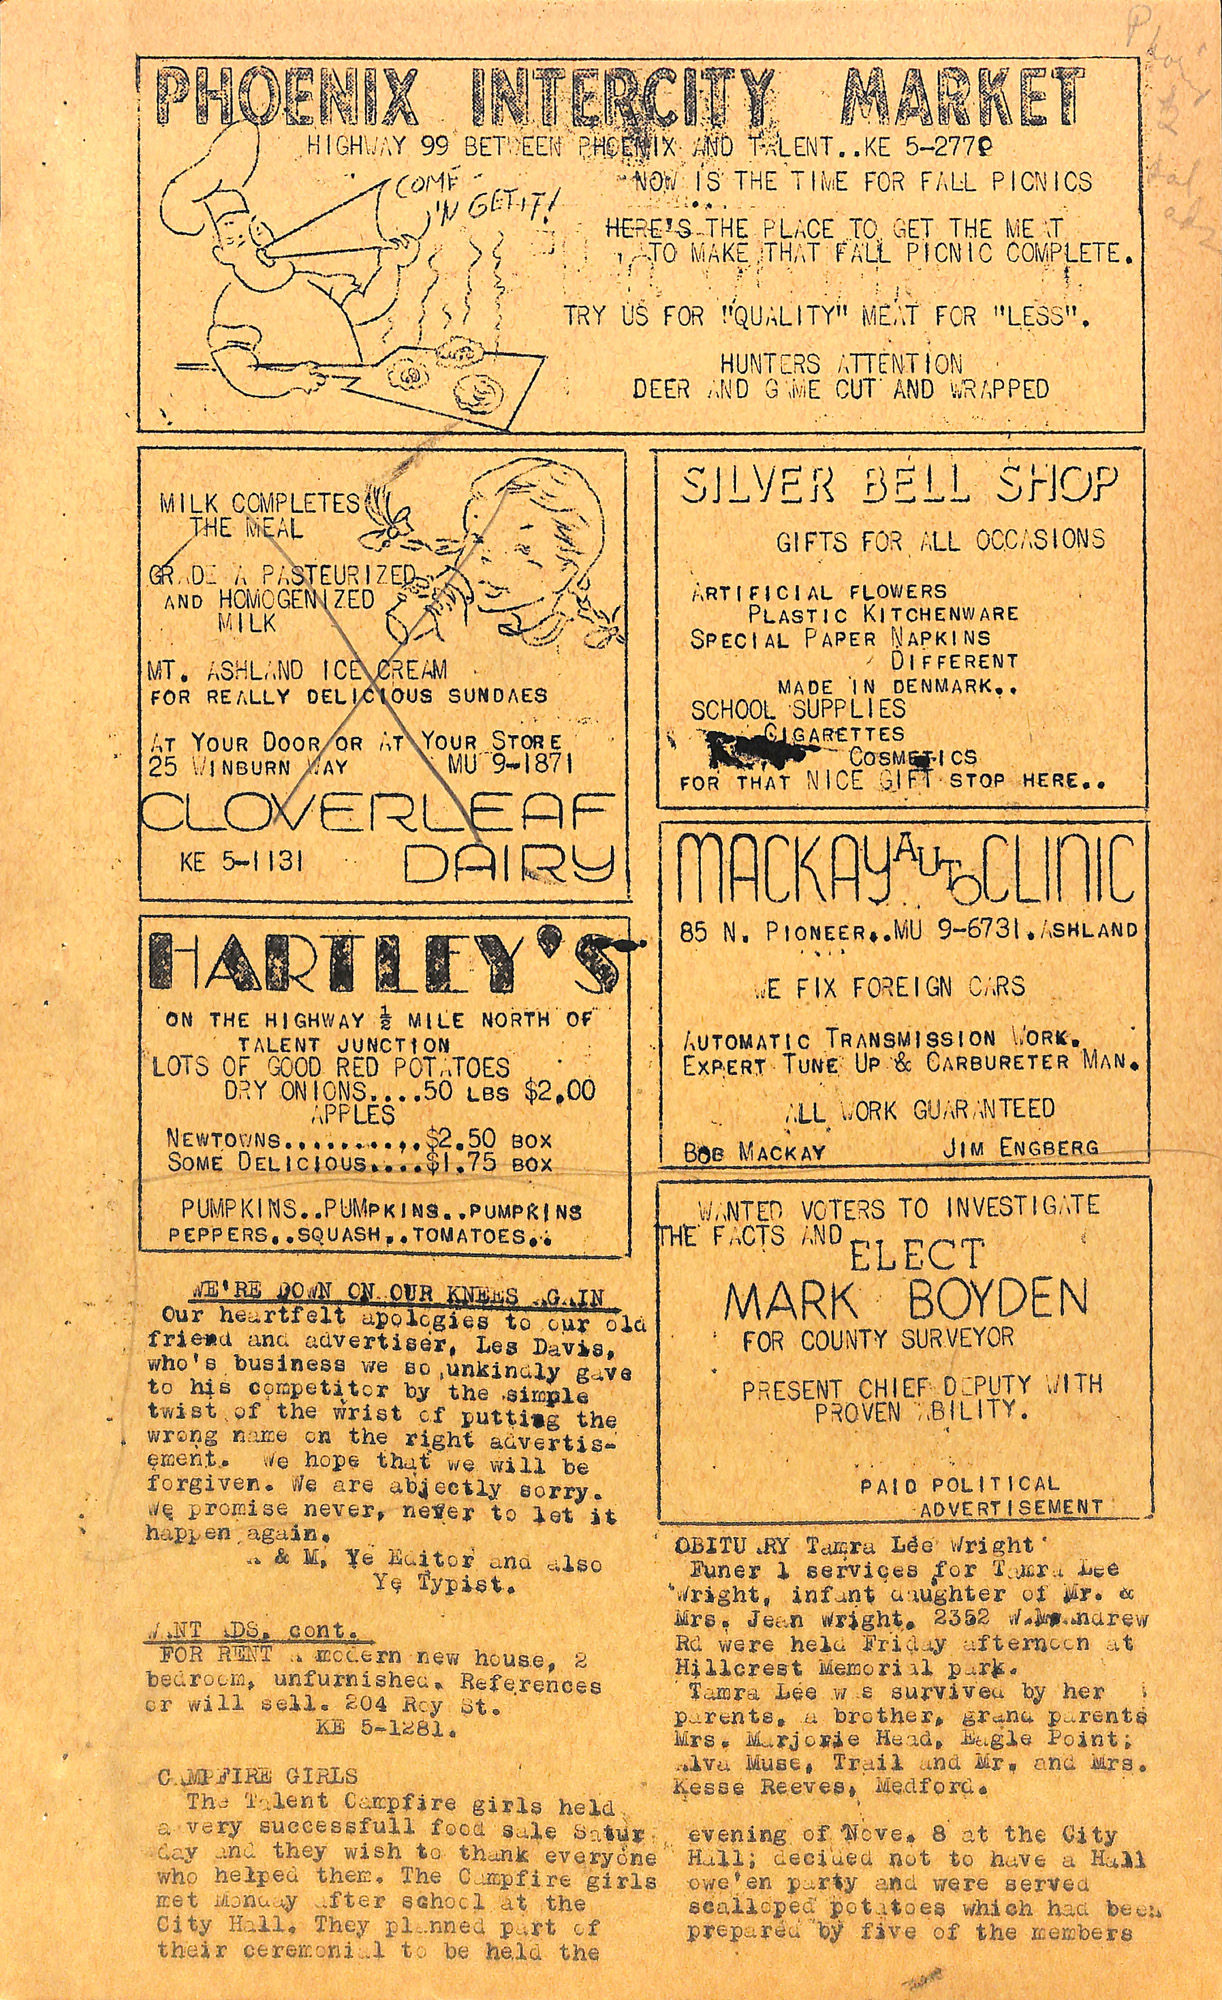 PHOENIX INTERCITY MARKET
HIGHWAY 99 BETWEEN PHOENIX AND TALENT..KE 5-277
COME
'N GET IT!
NOW IS THE TIME FOR FALL PICNICS
HERE'S THE PLACE TO GET THE MEAT
TO MAKE THAT FALL PICNIC COMPLETE.
TRY US FOR "QUALITY" MEAT FOR "LESS".
HUNTERS ATTENTION
DEER AND GAME CUT AND WRAPPED
MILK COMPLETES
THE MEAL
GRADE A PASTEURIZED
AND HOMOGENIZED
MILK
MT. ASHLAND ICE CREAM
FOR REALLY DELICIOUS SUNDAES
AT YOUR DOOR OR AT YOUR STORE
25 WINBURN WAY MU 9-1871
CLOVERLEAF
KE 5-1131 DAIRY
SILVER BELL SHOP
GIFTS FOR ALL OCCASIONS
ARTIFICIAL FLOWERS
PLASTIC KITCHENWARE
SPECIAL PAPER NAPKINS
DIFFERENT
MADE IN DENMARK..
SCHOOL SUPPLIES
CIGARETTES
COSMETICS
FOR THAT NICE GIFT STOP HERE..
MACKAY AUTO CLINIC
85 N. PIONEER..MU 9-6731.ASHLAND
WE FIX FOREIGN CARS
AUTOMATIC TRANSMISSION WORK.
EXPERT TUNE UP & CARBURETER MAN.
ALL WORK GUARANTEED
BOB MACKAY JIM ENGBERG
HARTLEY'S
ON THE HIGHWAY ½ MILE NORTH OF
TALENT JUNCTION
LOTS OF GOOD RED POTATOES
DRY ONIONS....50 LBS $2.00
APPLES
NEWTOWNS..........$2.50 BOX
SOME DELICIOUS....$1.75 BOX
PUMPKINS..PUMPKINS..PUMPKINS
PEPPERS..SQUASH..TOMATOES..
WANTED VOTERS TO INVESTIGATE
THE FACTS AND ELECT
MARK BOYDEN
FOR COUNTY SURVEYOR
PRESENT CHIEF DEPUTY WITH
PROVEN ABILITY.
PAID POLITICAL
ADVERTISEMENT
WE'RE DOWN ON OUR KNEES AGAIN
Our heartfelt apologies to our old
friend and advertiser, Les Davis,
who's business we so unkindly gave
to his competitor by the simple
twist of the wrist of putting the
wrong name on the right advertis-
ement. We hope that we will be
forgiven. We are abjectly sorry.
We promise never, never to let it
happen again.
& M, Ye Editor and also
Ye Typist.
WANT ADS, cont.
FOR RENT A modern new house, 2
bedroom, unfurnished. References
or will sell. 204 Roy St.
KE 5-1281.
CAMPFIRE GIRLS
The Talent Campfire girls held
a very successfull food sale Satur
day and they wish to thank everyone
who helped them. The Campfire girls
met Monday after school at the
City Hall. They planned part of
their ceremonial to be held the
OBITUARY Tamra Lee Wright
Funeral services for Tamra Lee
Wright, infant daughter of Mr. &
Mrs. Jean Wright, 2352 W. Mcandrew
Rd were held Friday afternoon at
Hillcrest Memorial park.
Tamra Lee was survived by her
parents, a brother, grand parents
Mrs. Marjorie Head, Eagle Point;
Alva Muse, Trail and Mr. and Mrs.
Kesse Reeves, Medford.
evening of Nove. 8 at the City
Hall; decided not to have a Hall
owe'en party and were served
scalloped potatoes which had been
prepared by five of the members